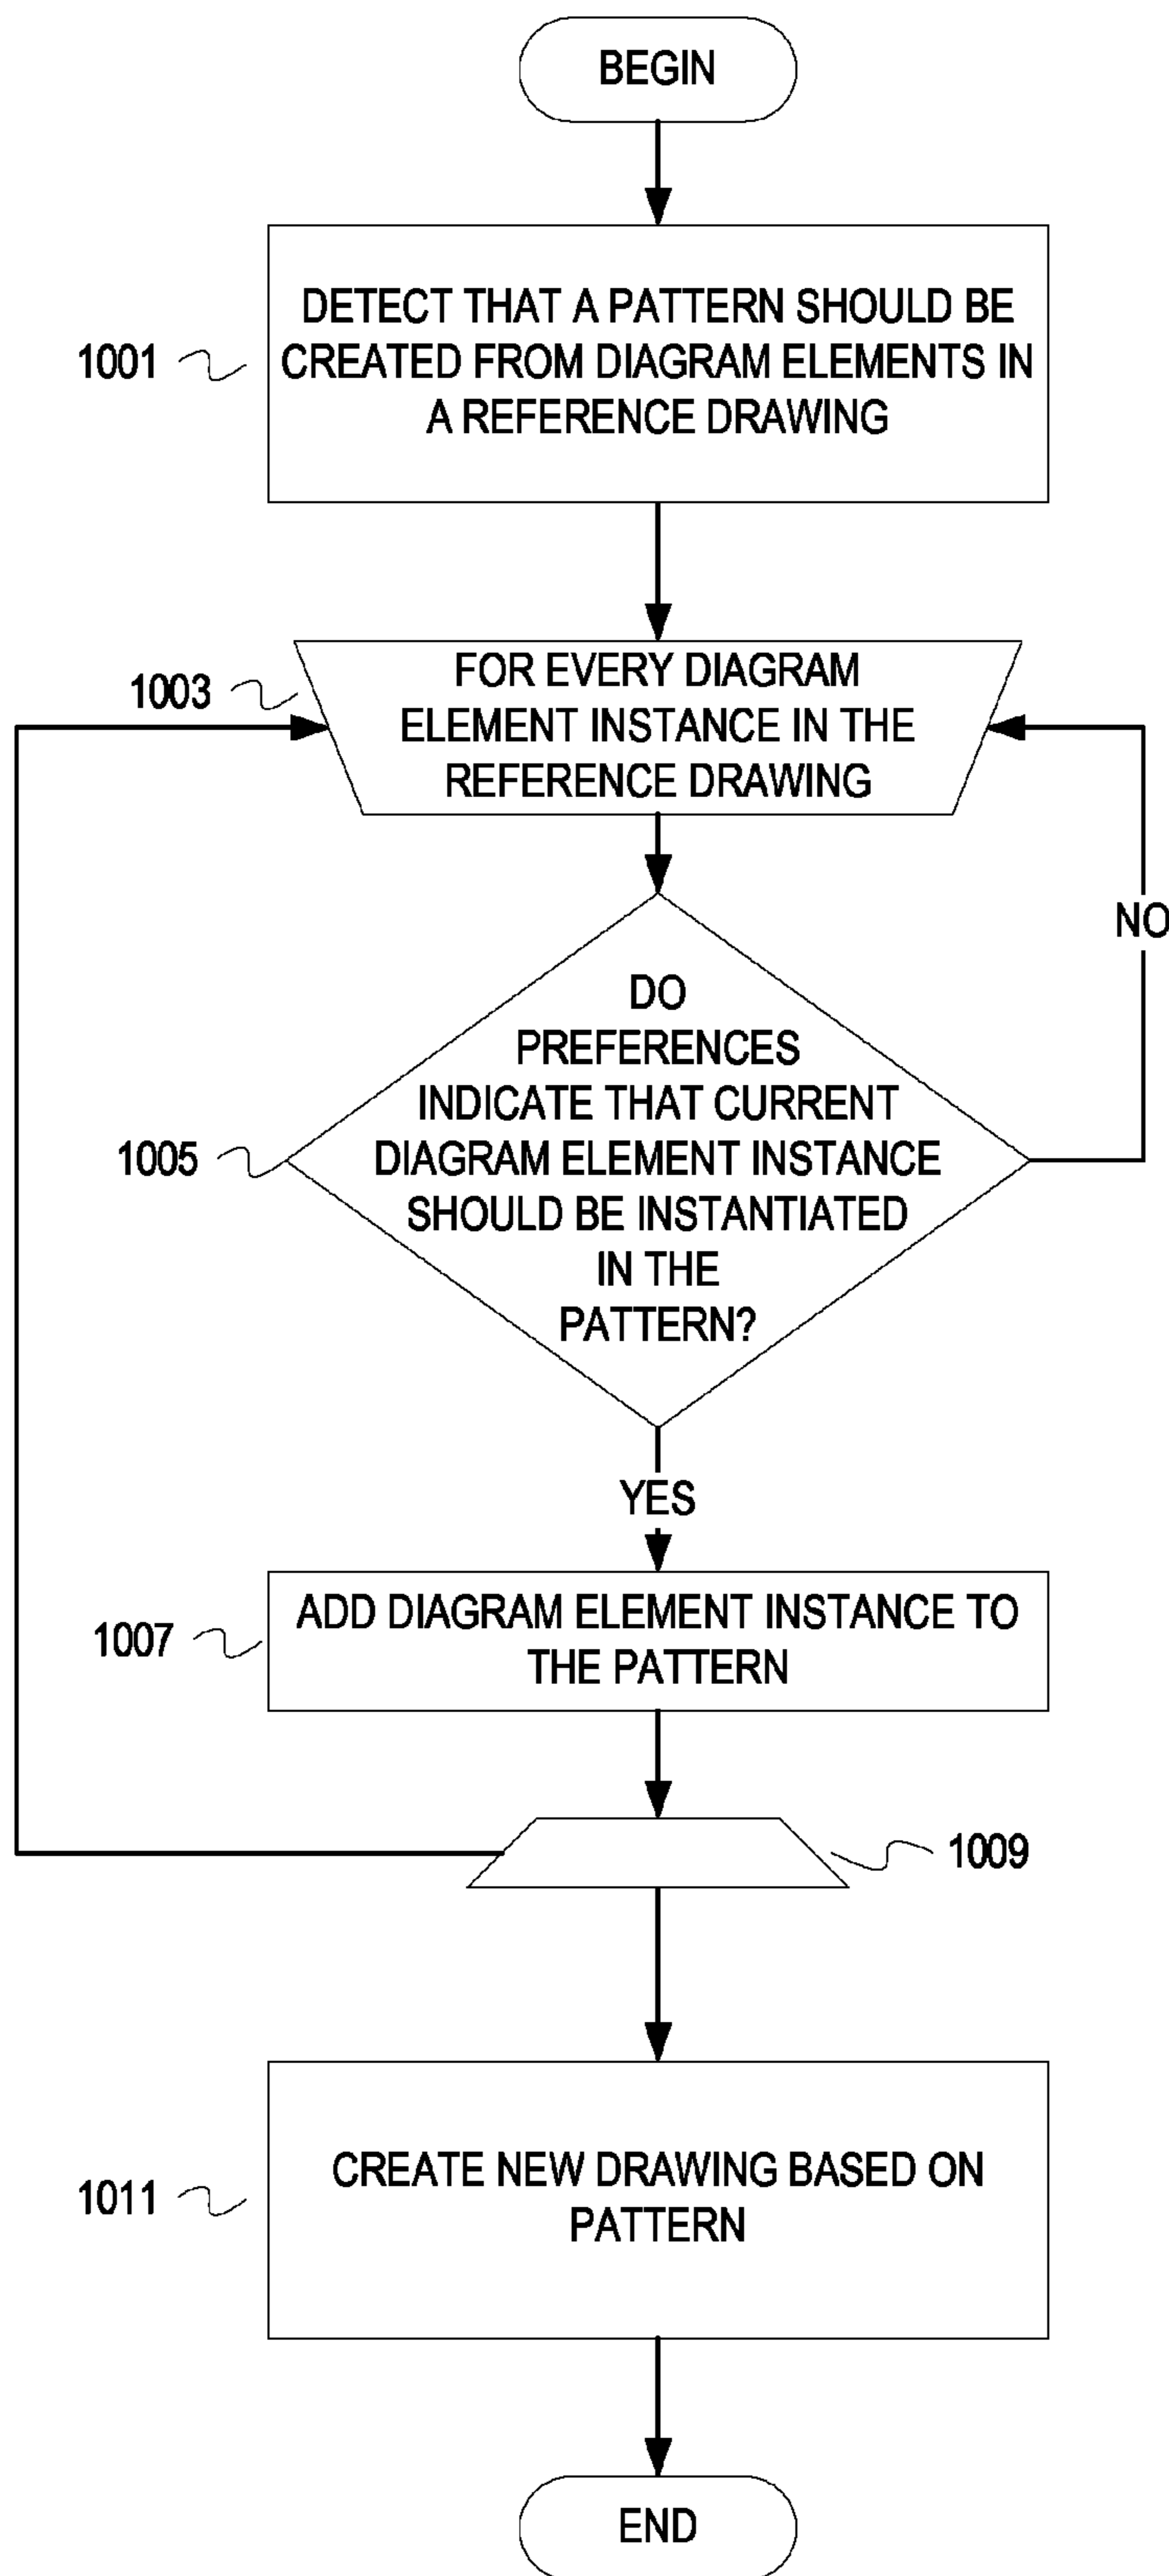 BEGIN
DETECT THAT A PATTERN SHOULD BE
1001
CREATED FROM DIAGRAM ELEMENTS IN
A REFERENCE DRAWING
FOR EVERY DIAGRAM
1003
ELEMENT INSTANCE IN THE
REFERENCE DRAWING
NO
DO
PREFERENCES
INDICATE THAT CURRENT
1005
DIAGRAM ELEMENT INSTANCE
SHOULD BE INSTANTIATED
IN THE
PATTERN?
YES
ADD DIAGRAM ELEMENT INSTANCE TO
1007
THE PATTERN
1009
CREATE NEW DRAWING BASED ON
1011
PATTERN
END